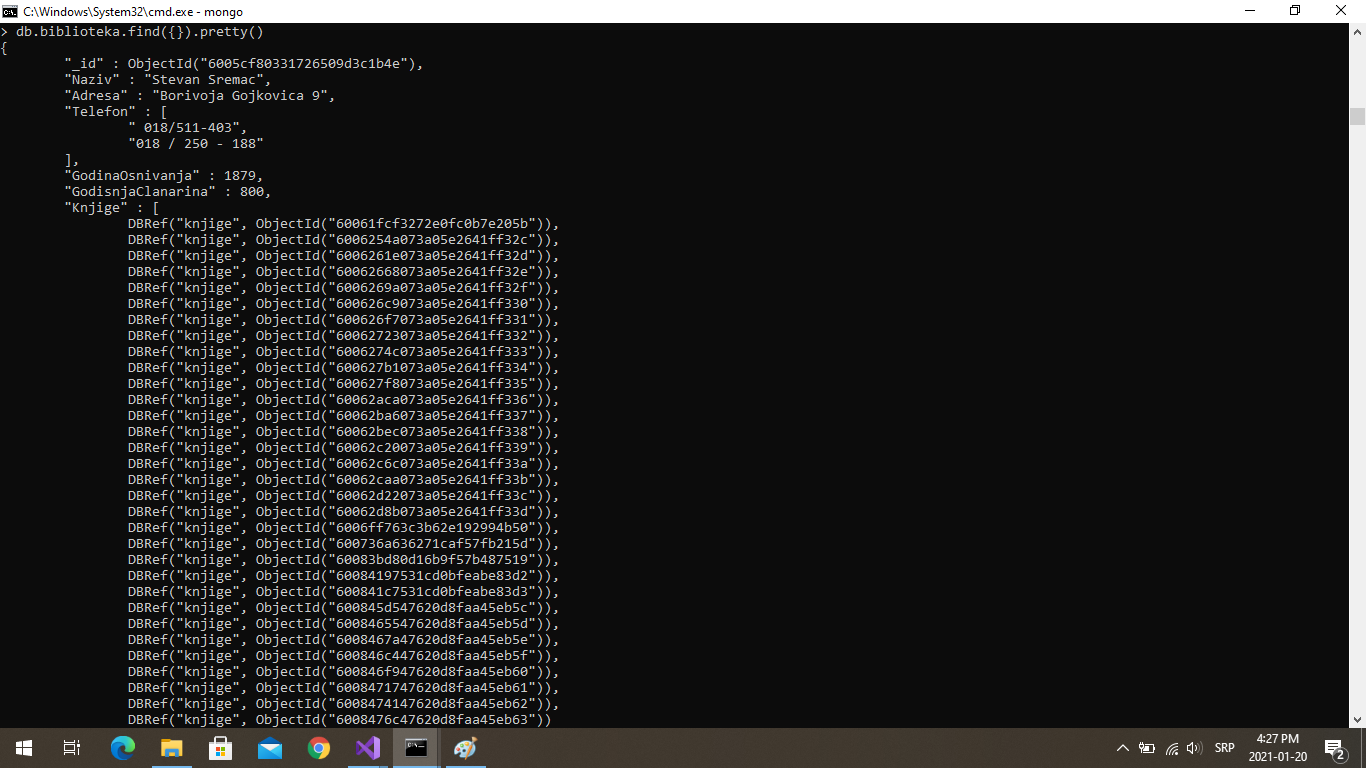 C:\Windows\System32\cmd.exe - mongo
> db.biblioteka.find({}).pretty()
{
"_id" : ObjectId("6005cf80331726509d3c1b4e"),
"Naziv" : "Stevan Sremac",
"Adresa" : "Borivoja Gojkovica 9",
"Telefon" : [
" 018/511-403",
"018 / 250 - 188"
],
"GodinaOsnivanja" : 1879,
"GodisnjaClanarina" : 800,
"Knjige" : [
DBRef("knjige", ObjectId("60061fcf3272e0fc0b7e205b")),
DBRef("knjige", ObjectId("6006254a073a05e2641ff32c")),
DBRef("knjige", ObjectId("6006261e073a05e2641ff32d")),
DBRef("knjige", ObjectId("60062668073a05e2641ff32e")),
DBRef("knjige", ObjectId("6006269a073a05e2641ff32f")),
DBRef("knjige", ObjectId("600626c9073a05e2641ff330")),
DBRef("knjige", ObjectId("600626f7073a05e2641ff331")),
DBRef("knjige", ObjectId("60062723073a05e2641ff332")),
DBRef("knjige", ObjectId("6006274c073a05e2641ff333")),
DBRef("knjige", ObjectId("600627b1073a05e2641ff334")),
DBRef("knjige", ObjectId("600627f8073a05e2641ff335")),
DBRef("knjige", ObjectId("60062aca073a05e2641ff336")),
DBRef("knjige", ObjectId("60062ba6073a05e2641ff337")),
DBRef("knjige", ObjectId("60062bec073a05e2641ff338")),
DBRef("knjige", ObjectId("60062c20073a05e2641ff339")),
DBRef("knjige", ObjectId("60062c6c073a05e2641ff33a")),
DBRef("knjige", ObjectId("60062caa073a05e2641ff33b")),
DBRef("knjige", ObjectId("60062d22073a05e2641ff33c")),
DBRef("knjige", ObjectId("60062d8b073a05e2641ff33d")),
DBRef("knjige", ObjectId("6006ff763c3b62e192994b50")),
DBRef("knjige", ObjectId("600736a636271caf57fb215d")),
DBRef("knjige", ObjectId("60083bd80d16b9f57b487519")),
DBRef("knjige", ObjectId("60084197531cd0bfeabe83d2")),
DBRef("knjige", ObjectId("600841c7531cd0bfeabe83d3")),
DBRef("knjige", ObjectId("600845d547620d8faa45eb5c")),
DBRef("knjige", ObjectId("6008465547620d8faa45eb5d")),
DBRef("knjige", ObjectId("6008467a47620d8faa45eb5e")),
DBRef("knjige", ObjectId("600846c447620d8faa45eb5f")),
DBRef("knjige", ObjectId("600846f947620d8faa45eb60")),
DBRef("knjige", ObjectId("6008471747620d8faa45eb61")),
DBRef("knjige", ObjectId("6008474147620d8faa45eb62")),
DBRef("knjige", ObjectId("6008476c47620d8faa45eb63"))
SRP
4:27 PM
2021-01-20
2